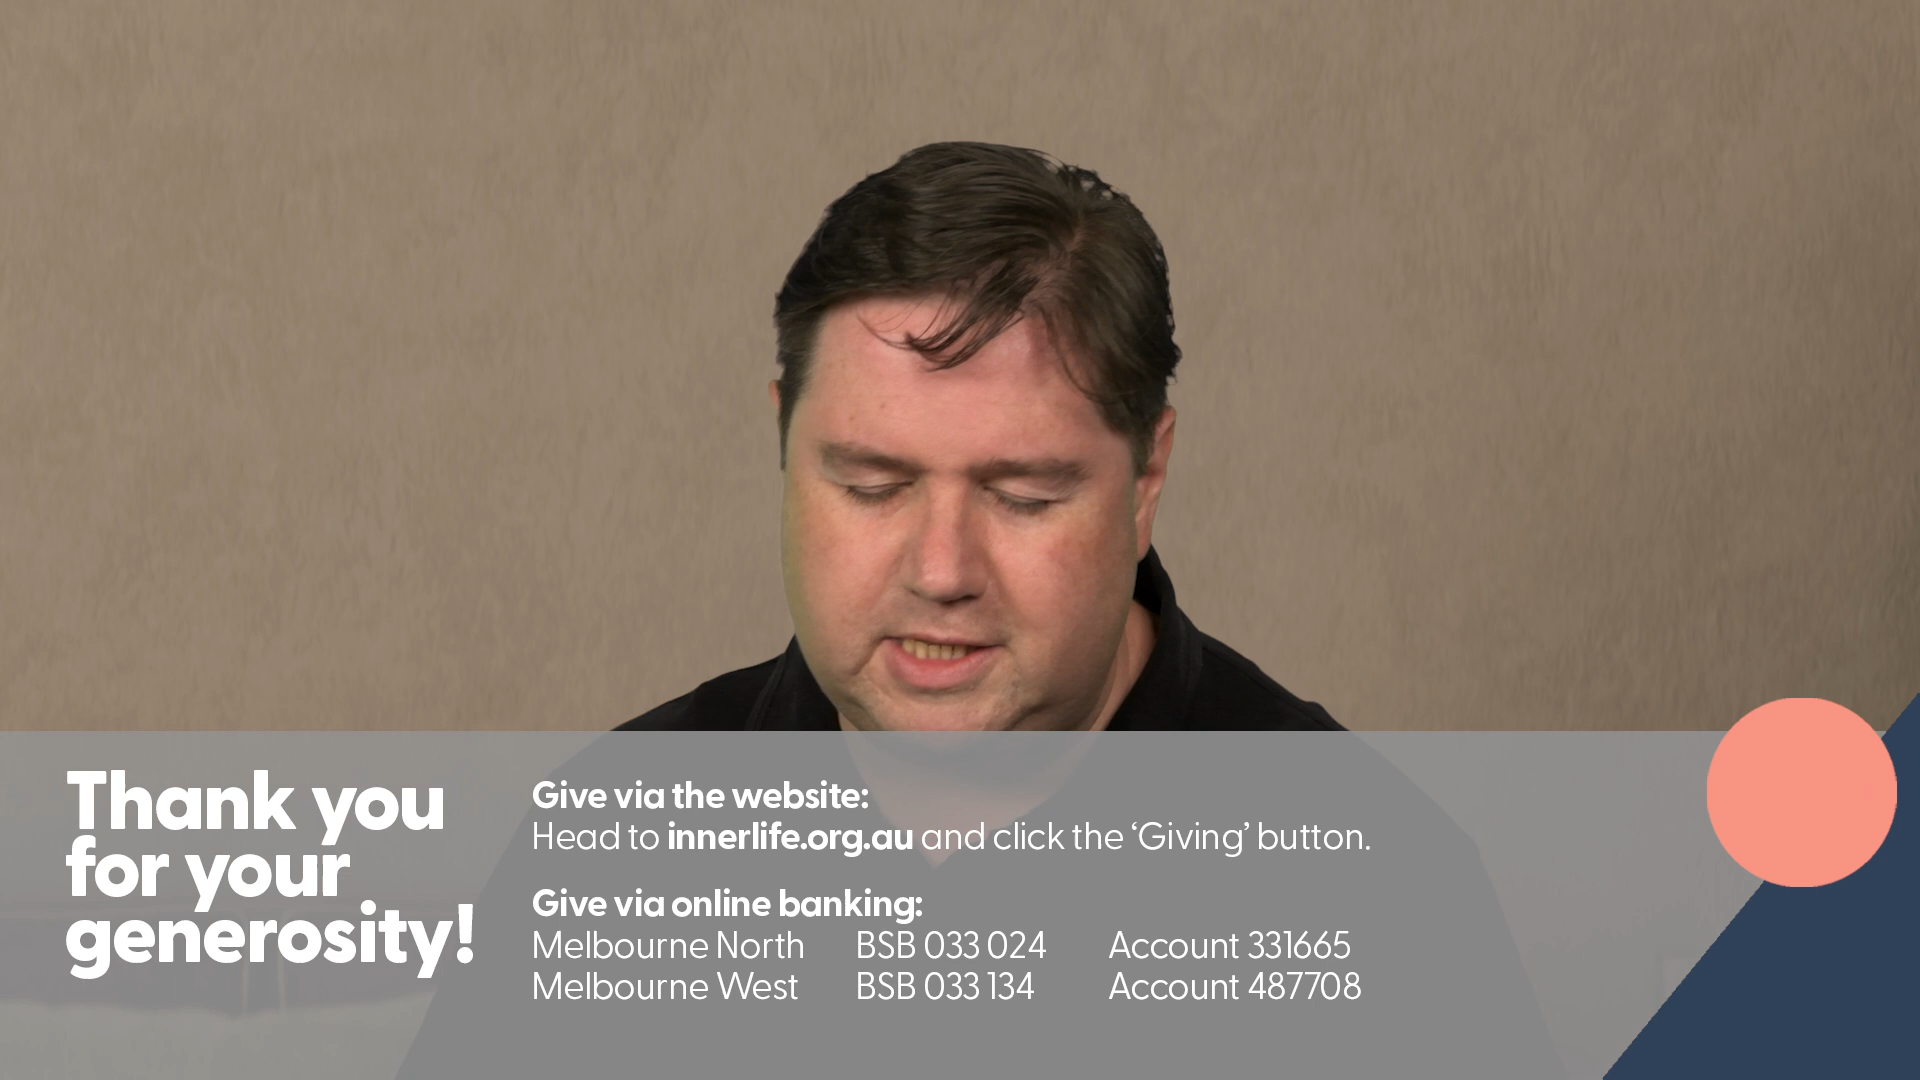 Thank you
for your
generosity!
Give via the website:
Head to innerlife.org.au and click the ‘Giving’ button.
Give via online banking:
Melbourne North BSB 033 024 Account 331665
Melbourne West BSB 033 134 Account 487708